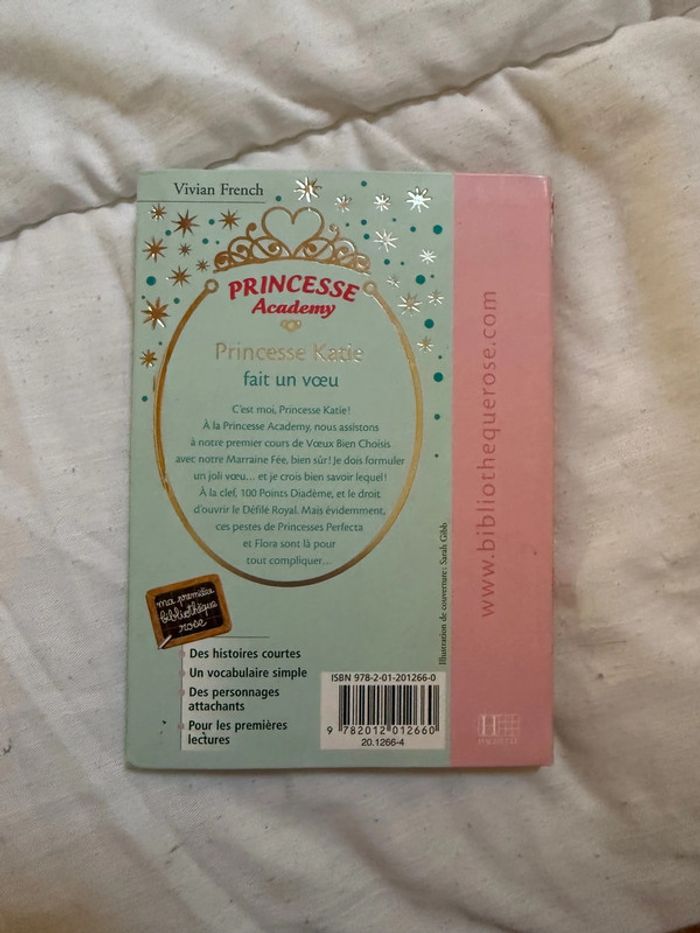 Vivian French
PRINCESSE
Academy
Princesse Katie
fait un vœu
C'est moi, Princesse Katie !
À la Princesse Academy, nous assistons
à notre premier cours de Vœux Bien Choisis
avec notre Marraine Fée, bien sûr ! Je dois formuler
un joli vœu... et je crois bien savoir lequel !
À la clef, 100 Points Diadème, et le droit
d'ouvrir le Défilé Royal. Mais évidemment,
ces pestes de Princesses Perfecta
et Flora sont là pour
tout compliquer...
ma première
bibliothèque
rose
Des histoires courtes
Un vocabulaire simple
Des personnages
attachants
Pour les premières
lectures
Illustration de couverture : Sarah Gibb
ISBN 978-2-01-201266-0
9 782012 012660
20.1266-4
www.bibliothequerose.com
H
HACHETTE